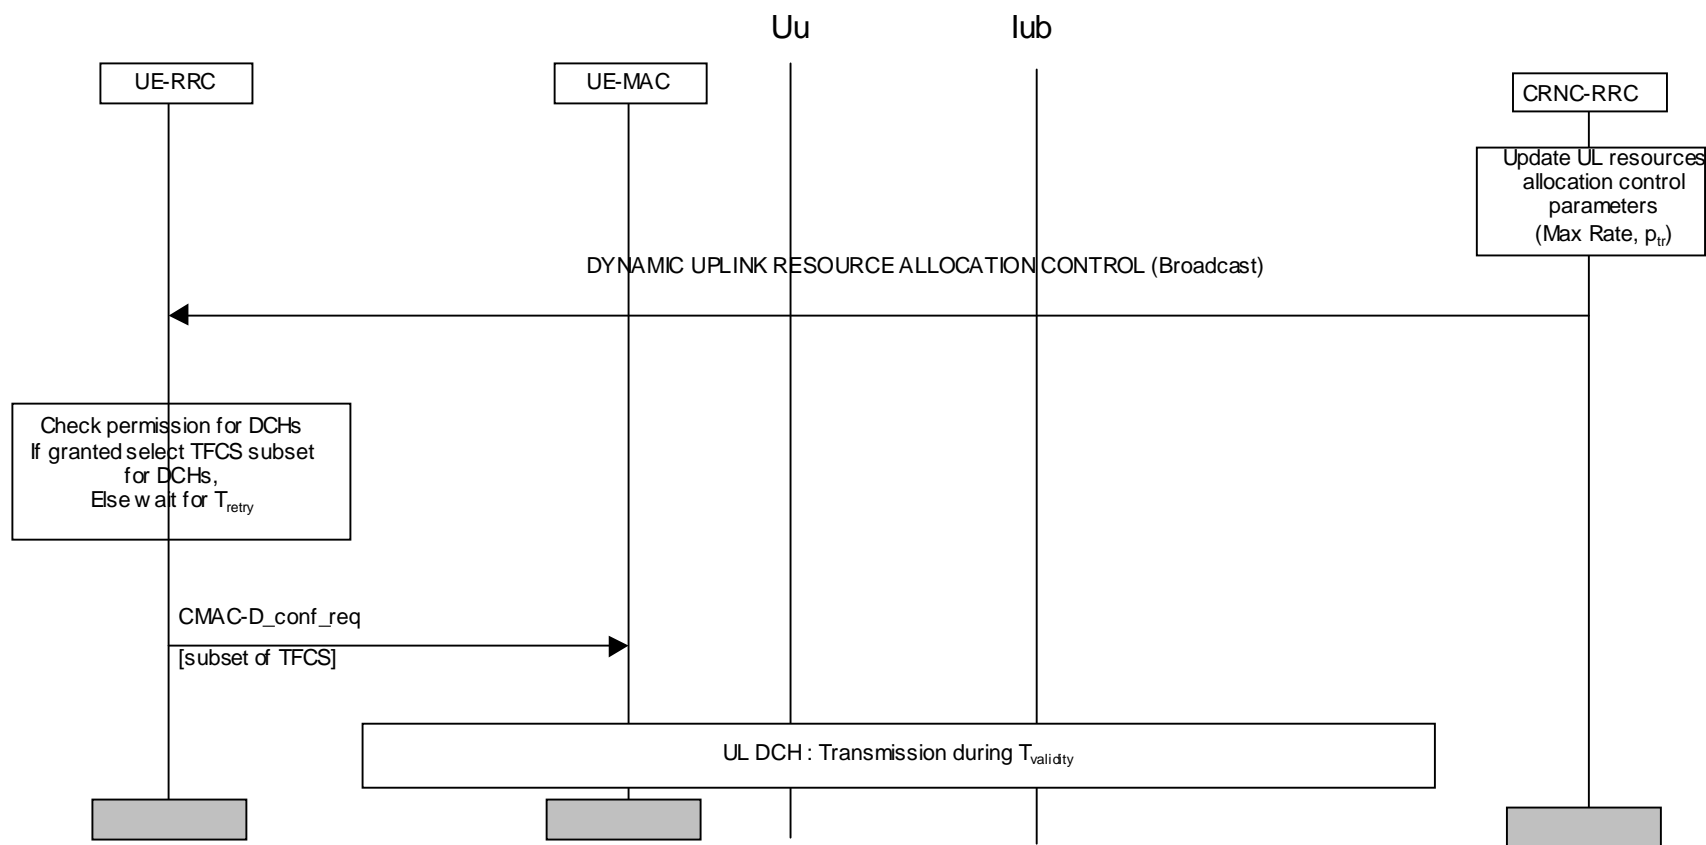 Uu
Iub
UE-RRC
UE-MAC
CRNC-RRC
Update UL resources
allocation control
parameters
(Max Rate, ptr)
DYNAMIC UPLINK RESOURCE ALLOCATION CONTROL (Broadcast)
Check permission for DCHs
If granted select TFCS subset
for DCHs,
Else wait for Tretry
CMAC-D_conf_req
[subset of TFCS]
UL DCH : Transmission during Tvalidity